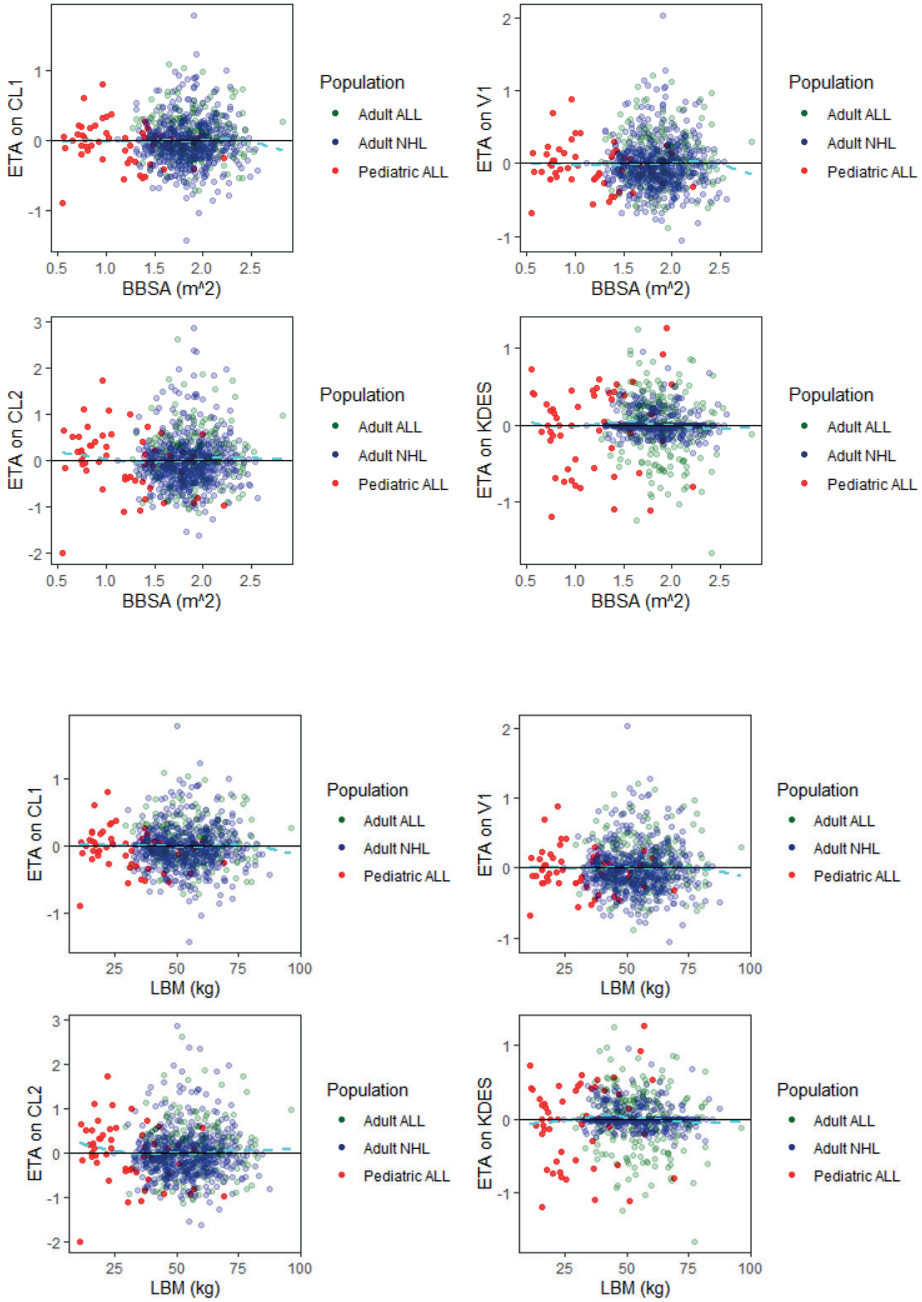 ETA on CL1
1
0
-1
0.5 1.0 1.5 2.0 2.5
BBSA (m^2)
Population
Adult ALL
Adult NHL
Pediatric ALL
ETA on V1
2
1
0
-1
0.5 1.0 1.5 2.0 2.5
BBSA (m^2)
Population
Adult ALL
Adult NHL
Pediatric ALL
ETA on CL2
3
2
1
0
-1
-2
0.5 1.0 1.5 2.0 2.5
BBSA (m^2)
Population
Adult ALL
Adult NHL
Pediatric ALL
ETA on KDES
1
0
-1
0.5 1.0 1.5 2.0 2.5
BBSA (m^2)
Population
Adult ALL
Adult NHL
Pediatric ALL
ETA on CL1
1
0
-1
25 50 75 100
LBM (kg)
Population
Adult ALL
Adult NHL
Pediatric ALL
ETA on V1
2
1
0
-1
25 50 75 100
LBM (kg)
Population
Adult ALL
Adult NHL
Pediatric ALL
ETA on CL2
3
2
1
0
-1
-2
25 50 75 100
LBM (kg)
Population
Adult ALL
Adult NHL
Pediatric ALL
ETA on KDES
1
0
-1
25 50 75 100
LBM (kg)
Population
Adult ALL
Adult NHL
Pediatric ALL